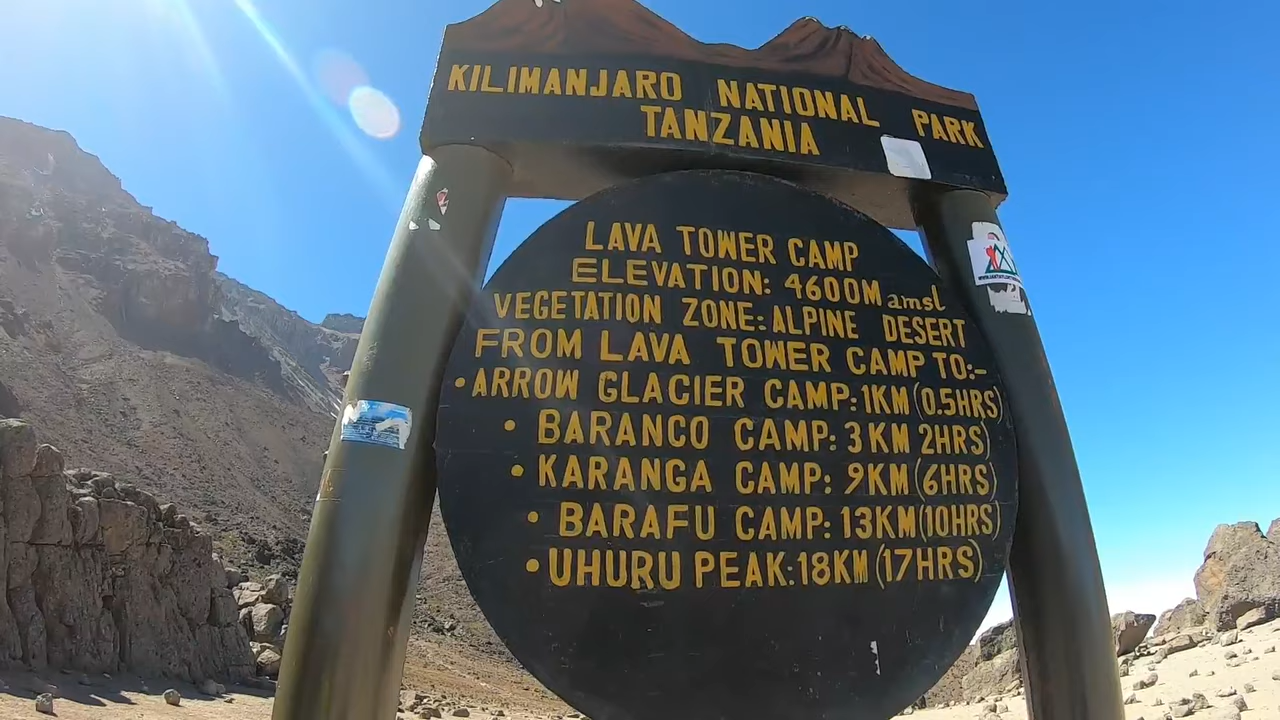 KILIMANJARO NATIONAL PARK
TANZANIA
LAVA TOWER CAMP
ELEVATION: 4600M amsl
VEGETATION ZONE: ALPINE DESERT
FROM LAVA TOWER CAMP TO:-
• ARROW GLACIER CAMP: 1KM (0.5HRS)
• BARANCO CAMP: 3KM 2HRS)
• KARANGA CAMP: 9KM (6HRS)
• BARAFU CAMP: 13KM (10HRS)
• UHURU PEAK: 18KM (17HRS)